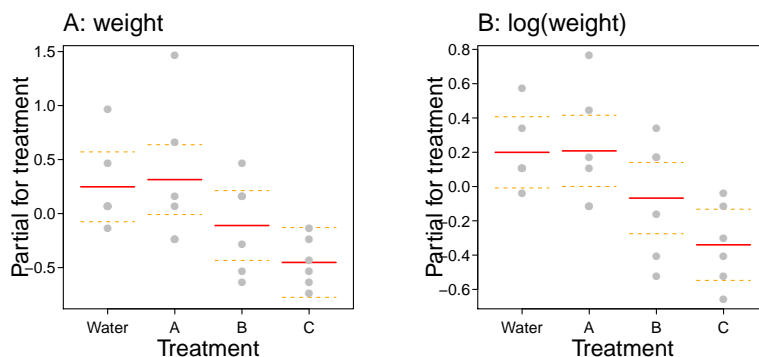 A: weight
1.5
1.0
0.5
0.0
−0.5
Partial for treatment
Water A B C
Treatment
B: log(weight)
0.8
0.6
0.4
0.2
0.0
−0.2
−0.4
−0.6
Partial for treatment
Water A B C
Treatment